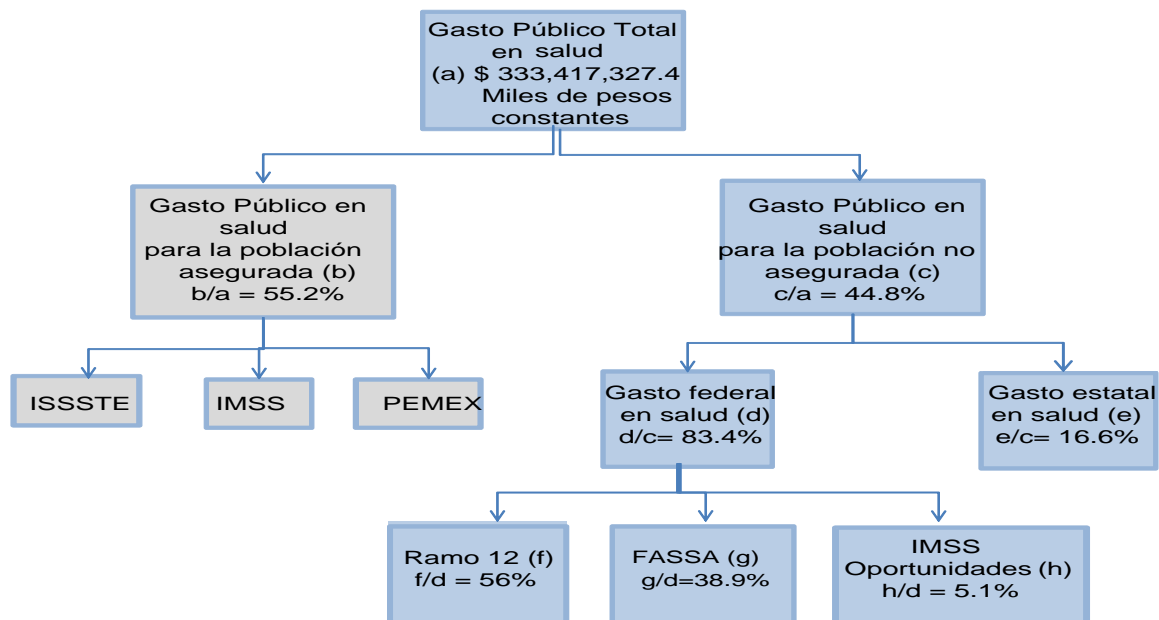 Gasto Público Total
en salud
(a) $ 333,417,327.4
Miles de pesos
constantes
Gasto Público en
salud
para la población
asegurada (b)
b/a = 55.2%
Gasto Público en
salud
para la población no
asegurada (c)
c/a = 44.8%
ISSSTE
IMSS
PEMEX
Gasto federal
en salud (d)
d/c= 83.4%
Gasto estatal
en salud (e)
e/c= 16.6%
Ramo 12 (f)
f/d = 56%
FASSA (g)
g/d=38.9%
IMSS
Oportunidades (h)
h/d = 5.1%